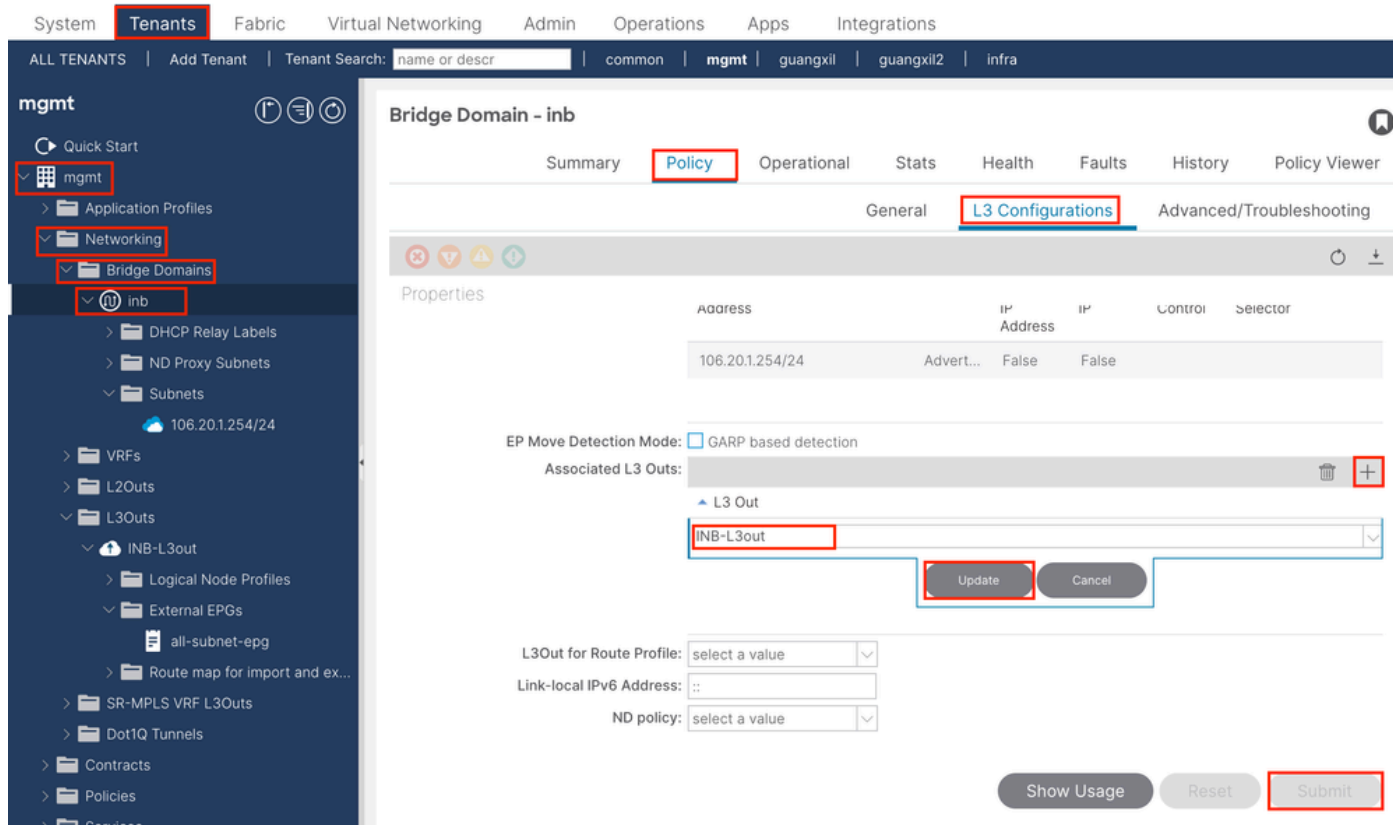 System Tenants Fabric Virtual Networking Admin Operations Apps Integrations
ALL TENANTS | Add Tenant | Tenant Search: name or descr | common | mgmt | guangxil | guangxil2 | infra
mgmt
Quick Start
mgmt
Application Profiles
Networking
Bridge Domains
inb
DHCP Relay Labels
ND Proxy Subnets
Subnets
106.20.1.254/24
VRFs
L2Outs
L3Outs
INB-L3out
Logical Node Profiles
External EPGs
all-subnet-epg
Route map for import and ex...
SR-MPLS VRF L3Outs
Dot1Q Tunnels
Contracts
Policies
Services
Bridge Domain - inb
Summary Policy Operational Stats Health Faults History Policy Viewer
General L3 Configurations Advanced/Troubleshooting
Properties
Address IP IP Control Selector
Address
106.20.1.254/24 Advert... False False
EP Move Detection Mode: GARP based detection
Associated L3 Outs:
L3 Out
INB-L3out
Update Cancel
L3Out for Route Profile: select a value
Link-local IPv6 Address: ::
ND policy: select a value
Show Usage Reset Submit